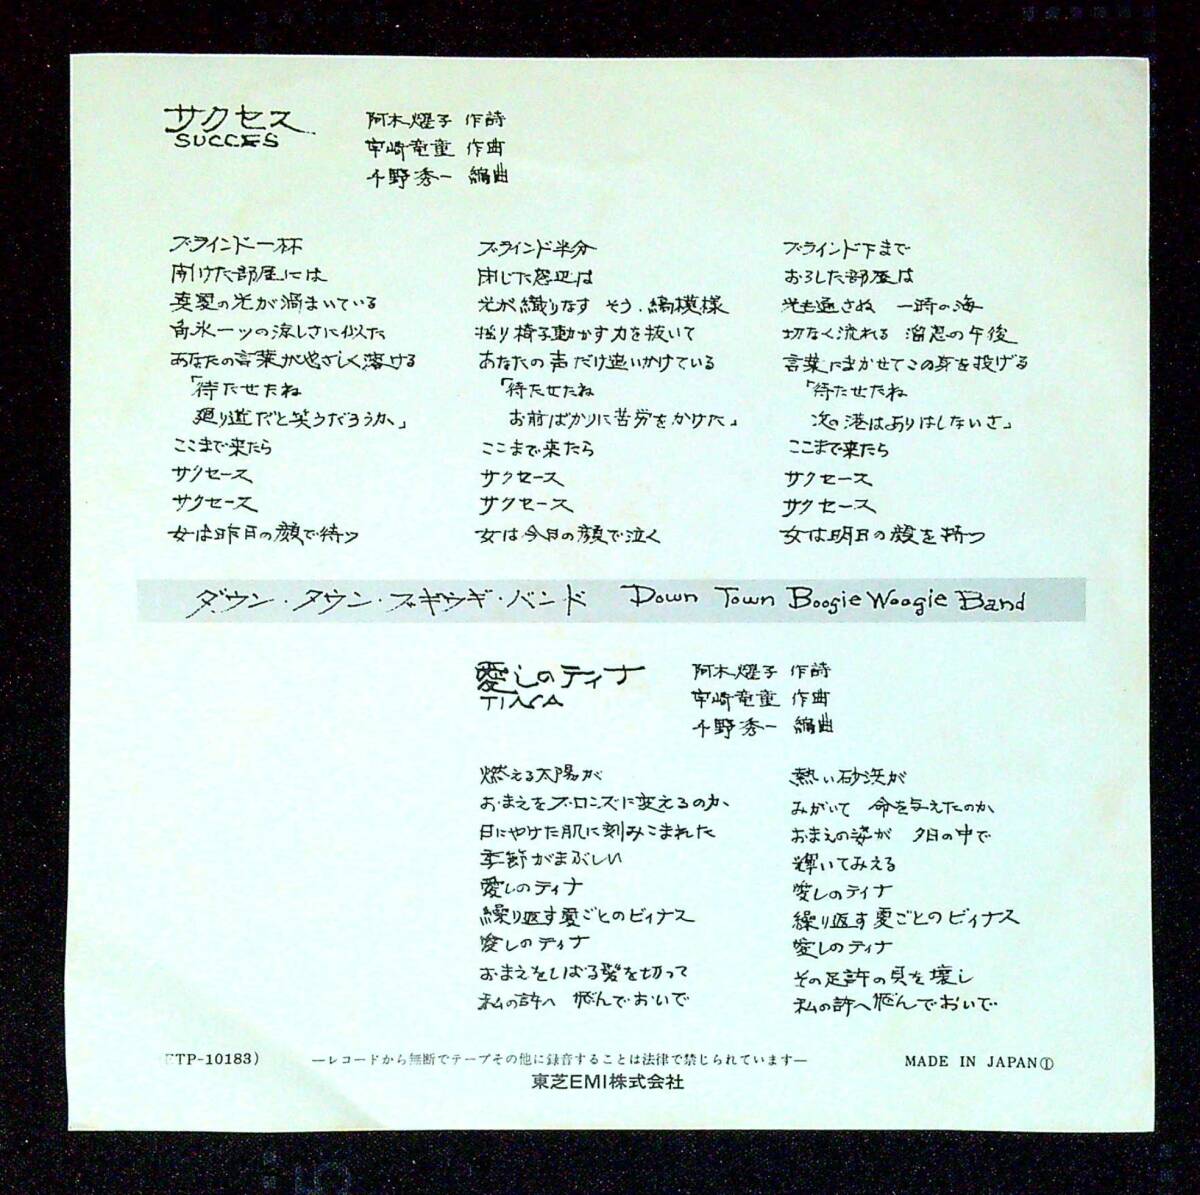 サクセス
SUCCES
阿木燿子 作詩
宇崎竜童 作曲
千野秀一 編曲
ブラインド一杯
開けた部屋には
真夏の光が渦まいている
角氷一ツの涼しさに似た
あなたの言葉がやさしく溶ける
「待たせたね
廻り道だと笑うだろうか」
ここまで来たら
サクセース
サクセース
女は昨日の顔で待つ
ブラインド半分
閉じた窓辺は
光が織りなす そう、縞模様
揺り椅子動かす力を抜いて
あなたの声だけ追いかけている
「待たせたね
お前ばかりに苦労をかけた」
ここまで来たら
サクセース
サクセース
女は今日の顔で泣く
ブラインド下まで
おろした部屋は
光も通さぬ 一時の海
切なく流れる 溜息の午後
言葉にまかせてこの身を投げる
「待たせたね
次の港はありはしないさ」
ここまで来たら
サクセース
サクセース
女は明日の顔を持つ
ダウン・タウン・ブギウギ・バンド Down Town Boogie Woogie Band
愛しのティナ
TINA
阿木燿子 作詩
宇崎竜童 作曲
千野秀一 編曲
燃える太陽が
おまえをブロンズに変えるのか
日にやけた肌に刻みこまれた
季節がまぶしい
愛しのティナ
繰り返す夏ごとのビィナス
愛しのティナ
おまえをしばる髪を切って
私の許へ 飛んでおいで
熱い砂浜が
みがいて 命を与えたのか
おまえの姿が 夕日の中で
輝いてみえる
愛しのティナ
繰り返す夏ごとのビィナス
愛しのティナ
その足許の貝を壊し
私の許へ飛んでおいで
ETP-10183)
―レコードから無断でテープその他に録音することは法律で禁じられています―
MADE IN JAPAN①
東芝EMI株式会社